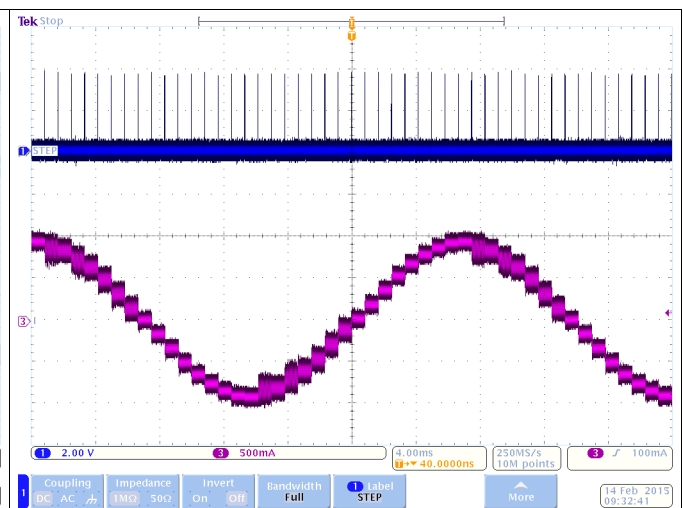 Tek Stop
T
T
1 STEP
3 I
1 2.00 V 3 500mA 4.00ms 250MS/s 3 ∫ 100mA
T→▼ 40.0000ns 10M points
1 Coupling Impedance Invert Bandwidth 1 Label More
DC AC 1MΩ 50Ω On Off Full STEP
14 Feb 2015
09:32:41